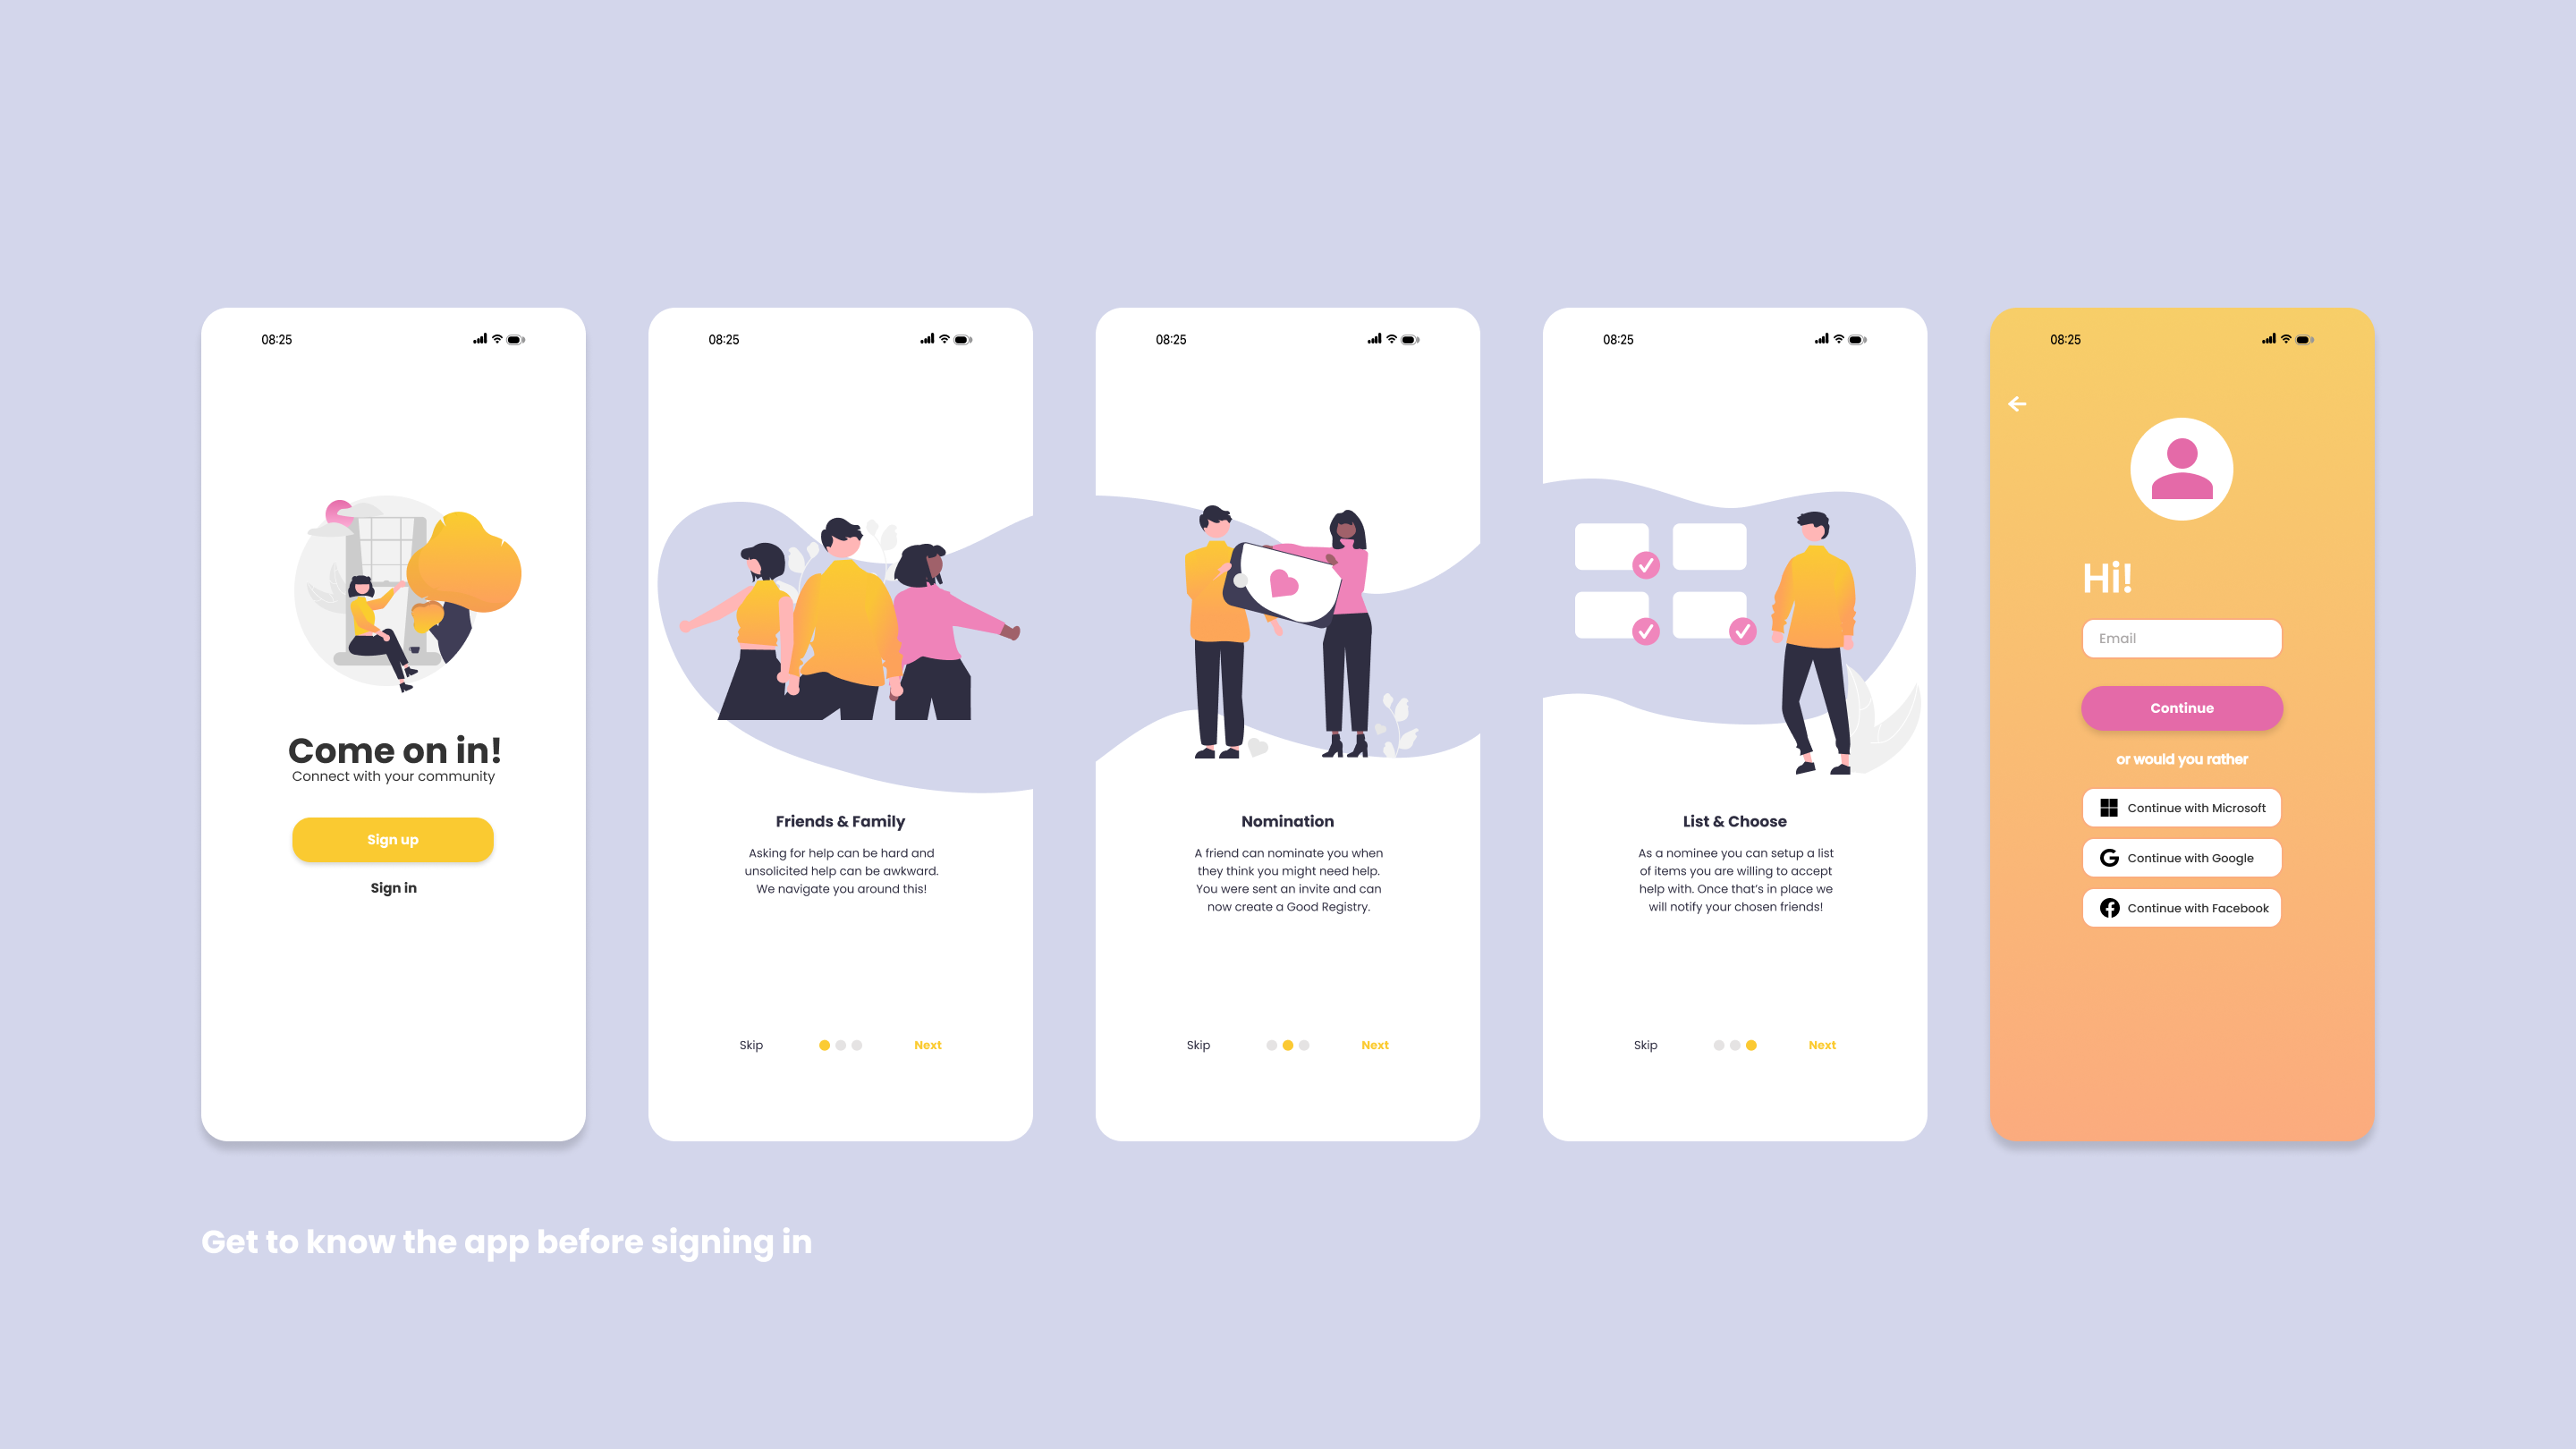 08:25
Come on in!
Connect with your community
Sign up
Sign in
08:25
Friends & Family
Asking for help can be hard and
unsolicited help can be awkward.
We navigate you around this!
Skip
Next
08:25
Nomination
A friend can nominate you when
they think you might need help.
You were sent an invite and can
now create a Good Registry.
Skip
Next
08:25
List & Choose
As a nominee you can setup a list
of items you are willing to accept
help with. Once that's in place we
will notify your chosen friends!
Skip
Next
08:25
Hi!
Email
Continue
or would you rather
Continue with Microsoft
Continue with Google
Continue with Facebook
Get to know the app before signing in